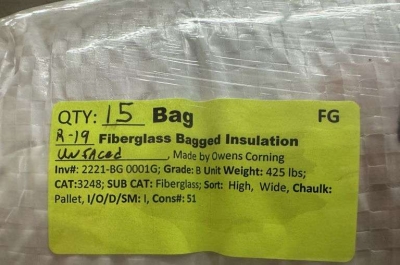 QTY: 15 Bag FG
R-19 Fiberglass Bagged Insulation
Unfaced, Made by Owens Corning
Inv#: 2221-BG 0001G; Grade: B Unit Weight: 425 lbs;
CAT:3248; SUB CAT: Fiberglass; Sort: High, Wide, Chaulk:
Pallet, I/O/D/SM: I, Cons#: 51